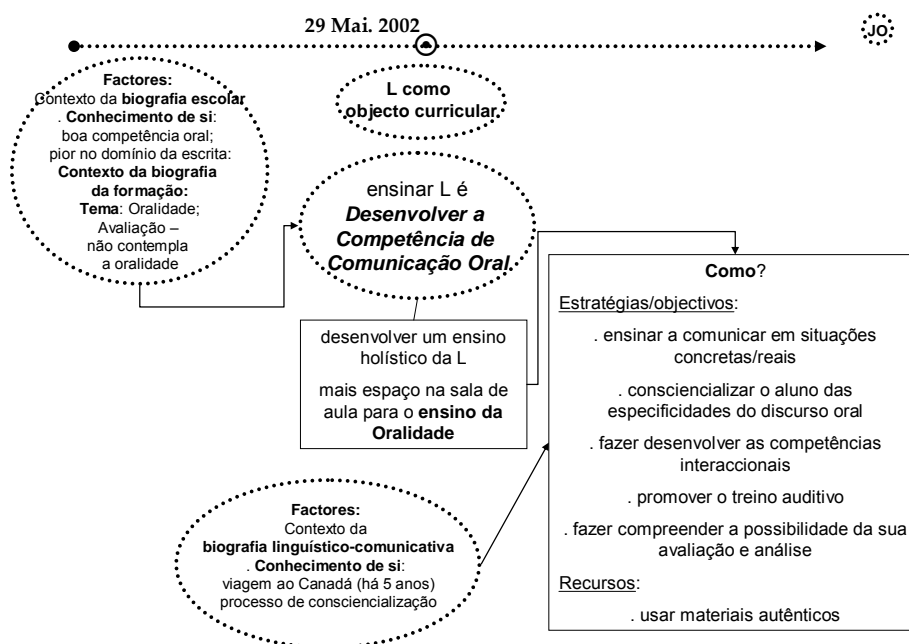 29 Mai. 2002
JO
Factores:
Contexto da biografia escolar
. Conhecimento de si:
boa competência oral;
pior no domínio da escrita:
Contexto da biografia
da formação:
Tema: Oralidade;
Avaliação –
não contempla
a oralidade
L como
objecto curricular
ensinar L é
Desenvolver a
Competência de
Comunicação Oral
desenvolver um ensino
holístico da L
mais espaço na sala de
aula para o ensino da
Oralidade
Factores:
Contexto da
biografia linguístico-comunicativa
. Conhecimento de si:
viagem ao Canadá (há 5 anos)
processo de consciencialização
Como?
Estratégias/objectivos:
. ensinar a comunicar em situações
concretas/reais
. consciencializar o aluno das
especificidades do discurso oral
. fazer desenvolver as competências
interaccionais
. promover o treino auditivo
. fazer compreender a possibilidade da sua
avaliação e análise
Recursos:
. usar materiais autênticos